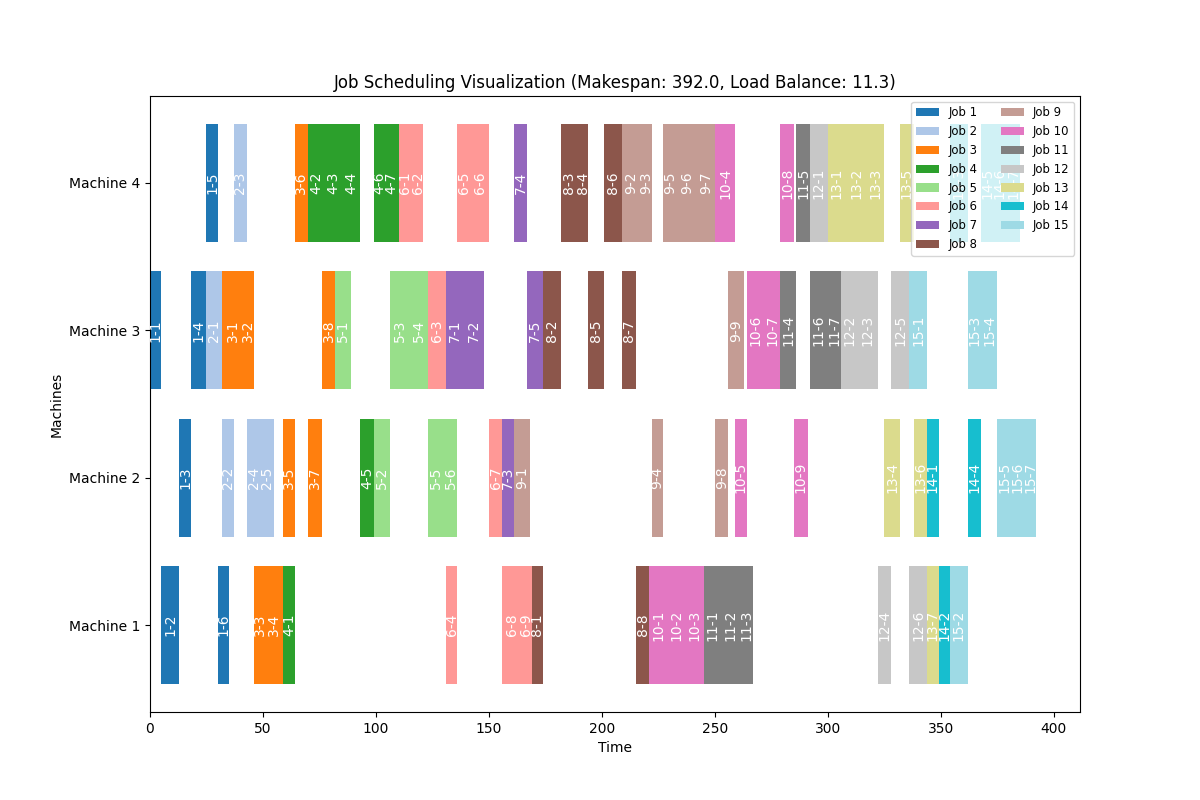 Job Scheduling Visualization (Makespan: 392.0, Load Balance: 11.3)
Job 1 Job 9
Job 2 Job 10
Job 3 Job 11
Job 4 Job 12
Job 5 Job 13
Job 6 Job 14
Job 7 Job 15
Job 8
Machine 4
1-5 2-3 3-6 4-2 4-3 4-4 4-6 4-7 6-1 6-2 6-5 6-6 7-4 8-3 8-4 8-6 9-2 9-3 9-5 9-6 9-7 10-4 10-8 11-5 12-1 13-1 13-2 13-3 13-5
Machine 3
1-1 1-4 2-1 3-1 3-2 3-8 5-1 5-3 5-4 6-3 7-1 7-2 7-5 8-2 8-5 8-7 9-9 10-6 10-7 11-4 11-6 11-7 12-2 12-3 12-5 15-1 15-3 15-4
Machine 2
1-3 2-2 2-4 2-5 3-5 3-7 4-5 5-2 5-5 5-6 6-7 7-3 9-1 9-4 9-8 10-5 10-9 13-4 13-6 14-1 14-4 15-5 15-6 15-7
Machine 1
1-2 1-6 3-3 3-4 4-1 6-4 6-8 6-9 8-1 8-8 10-1 10-2 10-3 11-1 11-2 11-3 12-4 12-6 13-7 14-2 15-2
Machines
0 50 100 150 200 250 300 350 400
Time